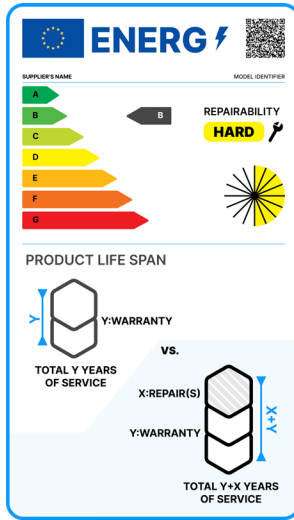 ENERG
SUPPLIER'S NAME MODEL IDENTIFIER
A
B
B
C
D
E
F
G
REPAIRABILITY
HARD
PRODUCT LIFE SPAN
Y
Y:WARRANTY
TOTAL Y YEARS
OF SERVICE
VS.
X:REPAIR(S)
Y:WARRANTY
X+Y
TOTAL Y+X YEARS
OF SERVICE